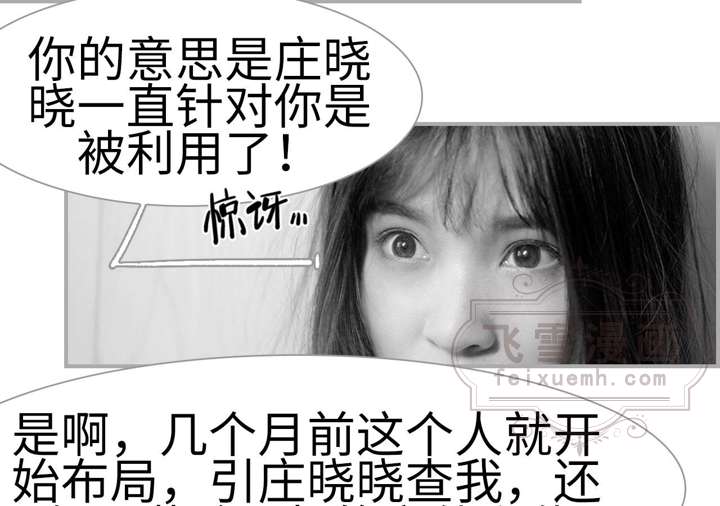 你的意思是庄晓
晓一直针对你是
被利用了！
惊讶...
飞雪漫画
feixuemh.com
是啊，几个月前这个人就开
始布局，引庄晓晓查我，还